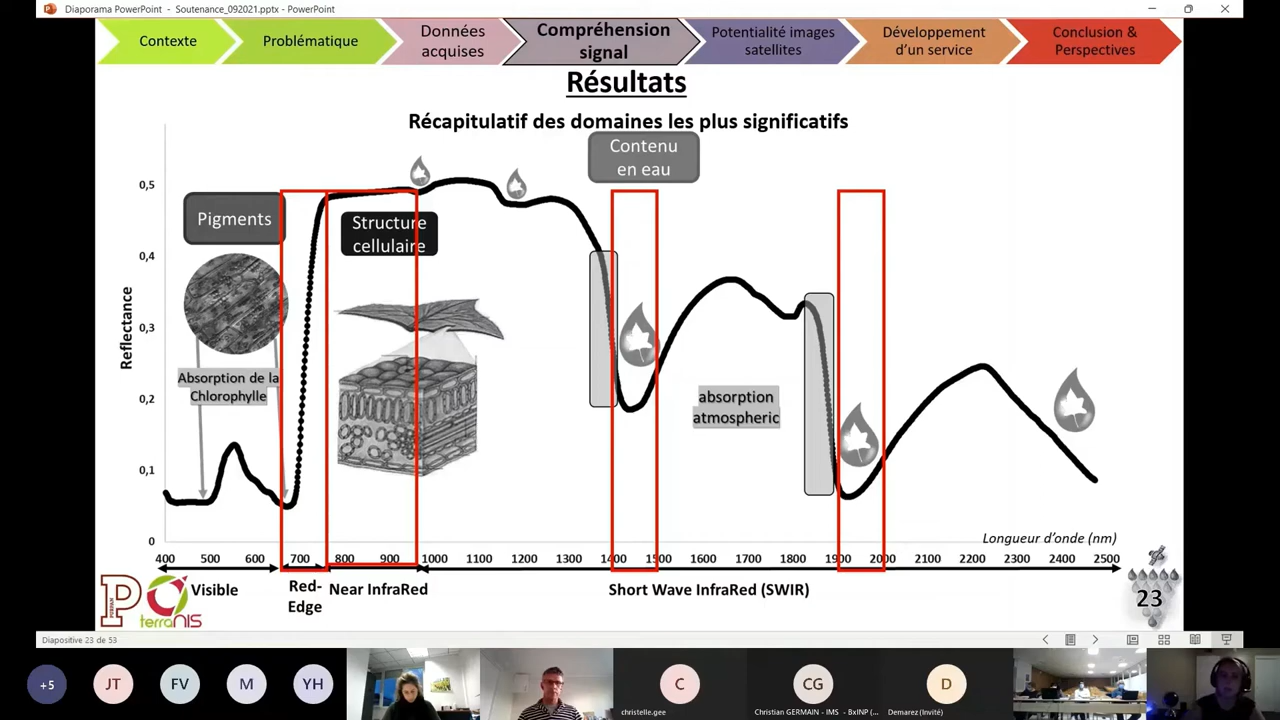 Diaporama PowerPoint - Soutenance_092021.pptx - PowerPoint
Contexte
Problématique
Données
acquises
Compréhension
signal
Potentialité images
satellites
Développement
d'un service
Conclusion &
Perspectives
Résultats
Récapitulatif des domaines les plus significatifs
Contenu
en eau
Pigments
Structure
cellulaire
Absorption de la
Chlorophylle
absorption
atmospheric
Reflectance
0,5
0,4
0,3
0,2
0,1
0
Longueur d'onde (nm)
400 500 600 700 800 900 1000 1100 1200 1300 1400 1500 1600 1700 1800 1900 2000 2100 2200 2300 2400 2500
Visible
Red-
Edge
Near InfraRed
Short Wave InfraRed (SWIR)
P
PURPAN
terraNIS
23
Diapositive 23 de 53
+5
JT
FV
M
YH
C
christelle.gee
CG
Christian GERMAIN - IMS - BxINP (...
D
Demarez (Invité)